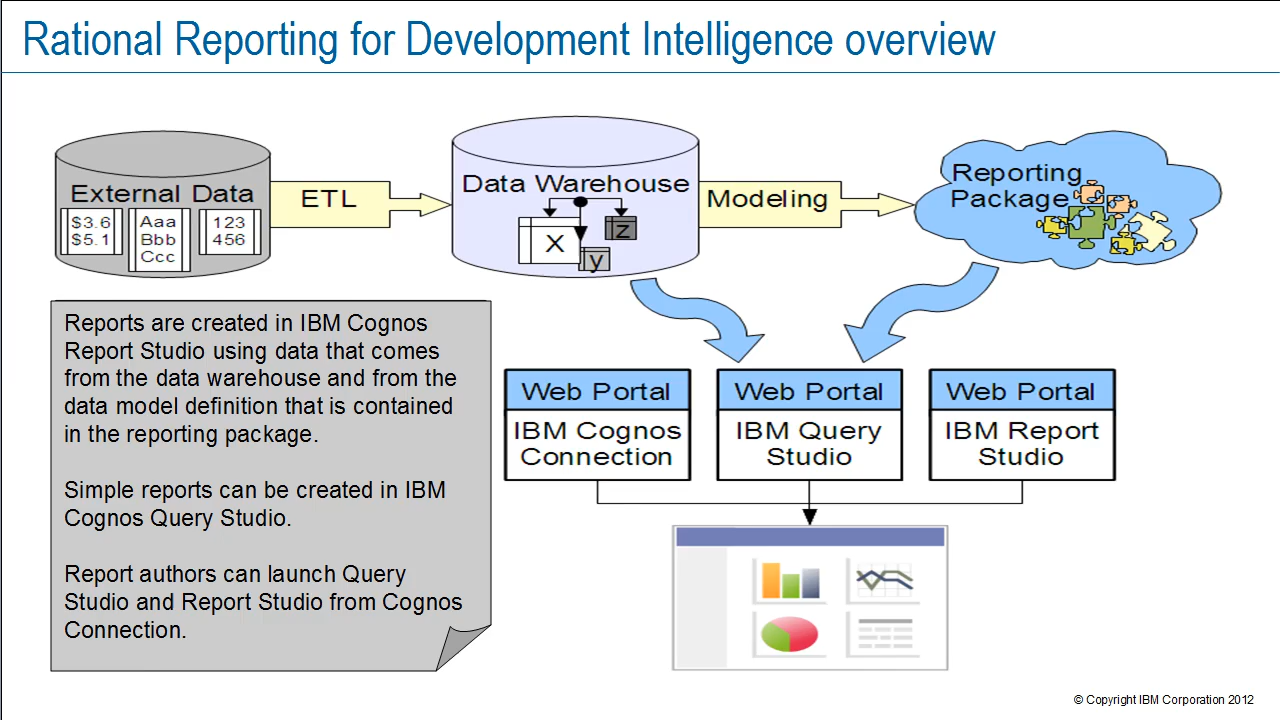 Rational Reporting for Development Intelligence overview
External Data
$3.6
$5.1
Aaa
Bbb
Ccc
123
456
ETL
Data Warehouse
X
y
z
Modeling
Reporting
Package
Reports are created in IBM Cognos
Report Studio using data that comes
from the data warehouse and from the
data model definition that is contained
in the reporting package.
Simple reports can be created in IBM
Cognos Query Studio.
Report authors can launch Query
Studio and Report Studio from Cognos
Connection.
Web Portal
IBM Cognos
Connection
Web Portal
IBM Query
Studio
Web Portal
IBM Report
Studio
© Copyright IBM Corporation 2012